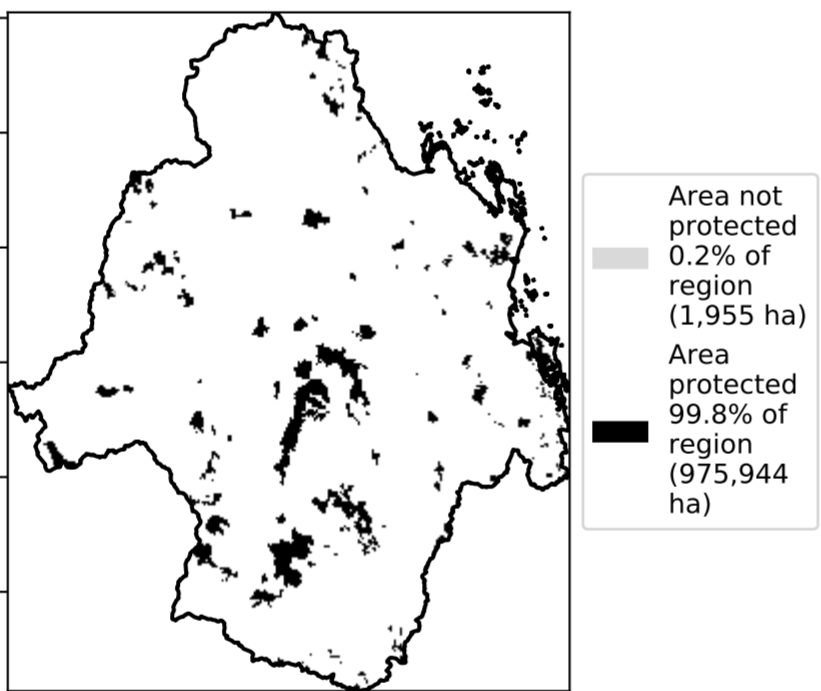 Area not
protected
0.2% of
region
(1,955 ha)
Area
protected
99.8% of
region
(975,944
ha)